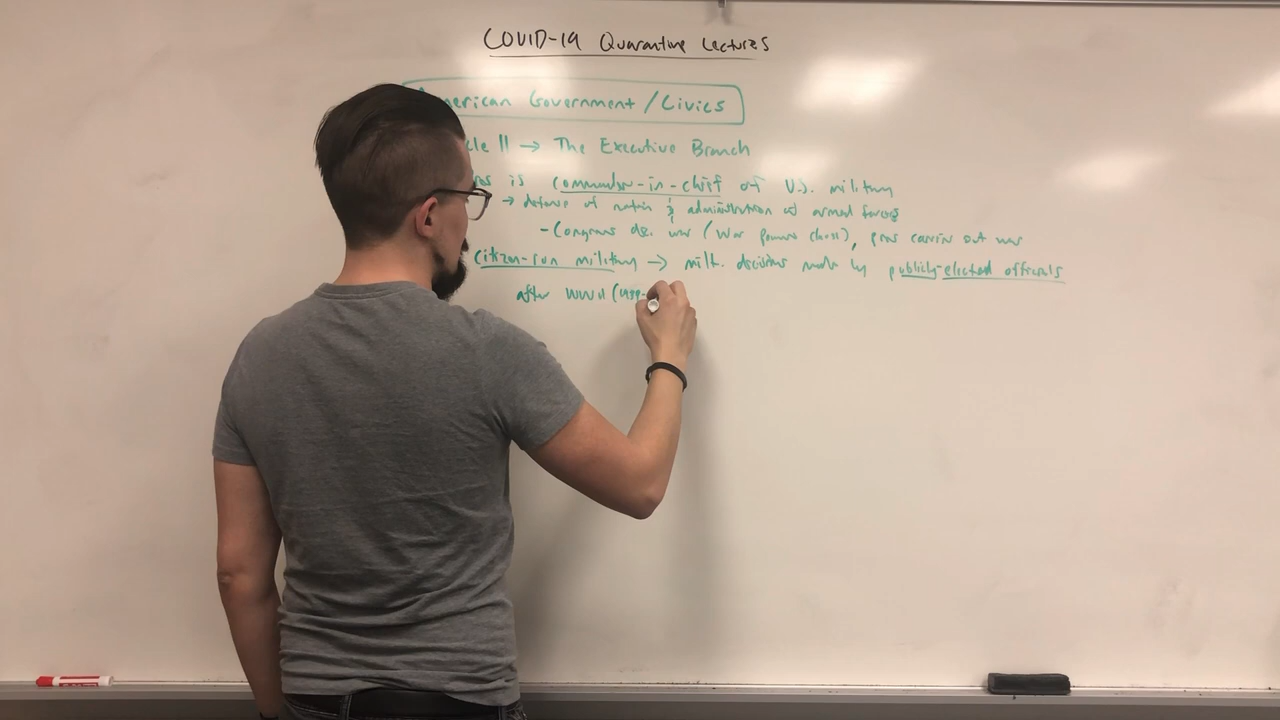 COVID-19 Quarantine Lectures
American Government/Civics
cle II → The Executive Branch
is commander-in-chief of U.S. military
→ defense of nation & administration of armed forces
- Congress dec. war (War powers clause), pres carries out war
citizen-run military → milt. decisions made by publicly-elected officials
after WWII (